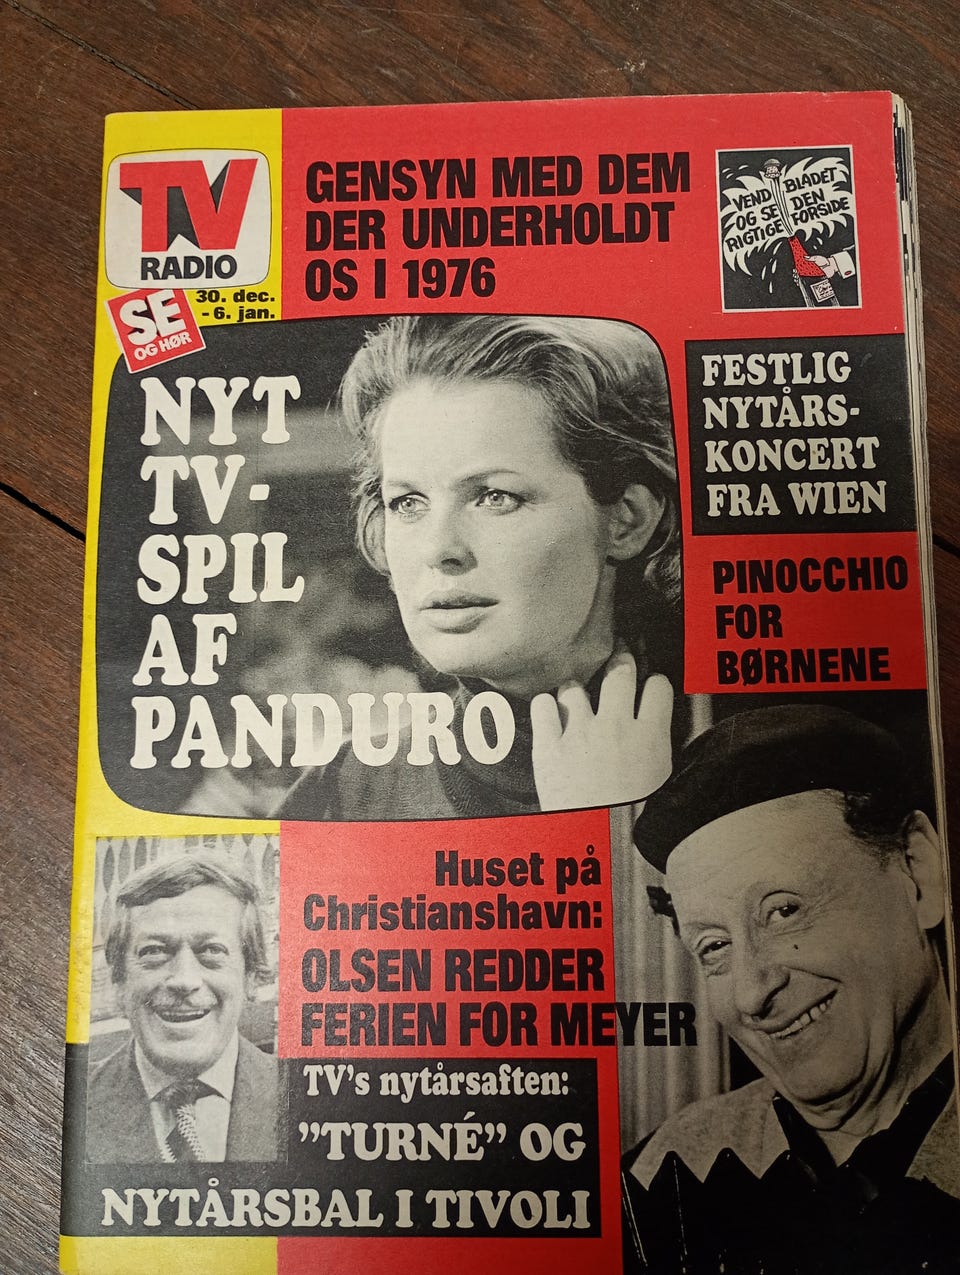 TV
RADIO
SE
OG HØR
30. dec.
- 6. jan.
GENSYN MED DEM
DER UNDERHOLDT
OS I 1976
VEND BLADET
OG SE DEN
RIGTIGE FORSIDE
NYT
TV-
SPIL
AF
PANDURO
FESTLIG
NYTÅRS-
KONCERT
FRA WIEN
PINOCCHIO
FOR
BØRNENE
Huset på
Christianshavn:
OLSEN REDDER
FERIEN FOR MEYER
TV's nytårsaften:
"TURNÉ" OG
NYTÅRSBAL I TIVOLI